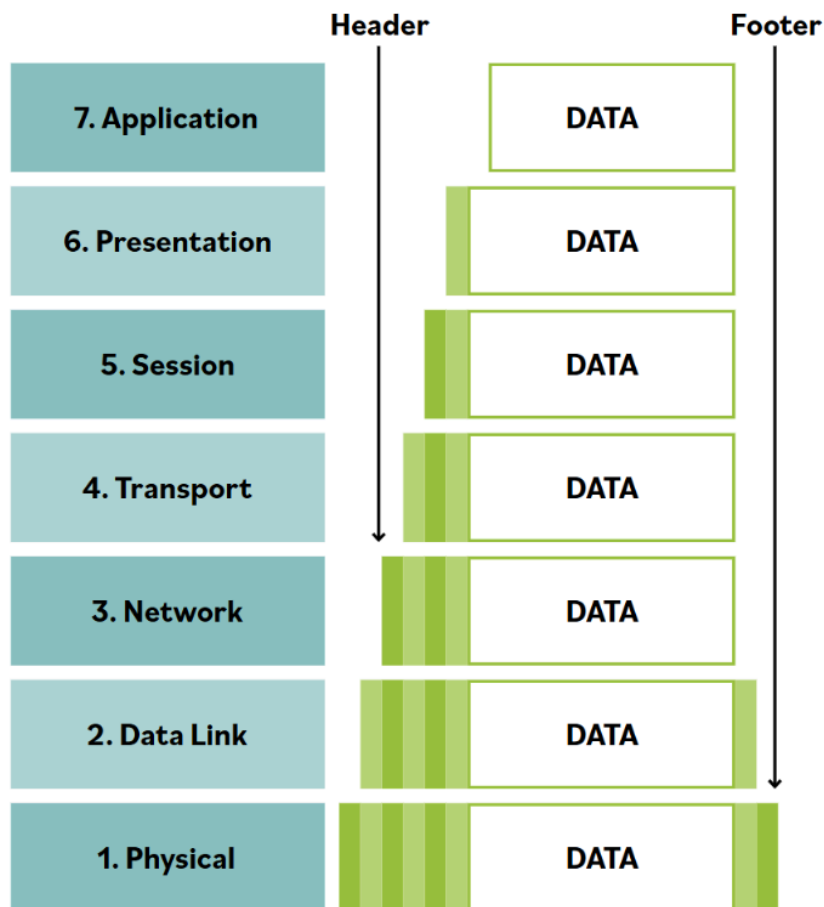 Header Footer
7. Application DATA
6. Presentation DATA
5. Session DATA
4. Transport DATA
3. Network DATA
2. Data Link DATA
1. Physical DATA